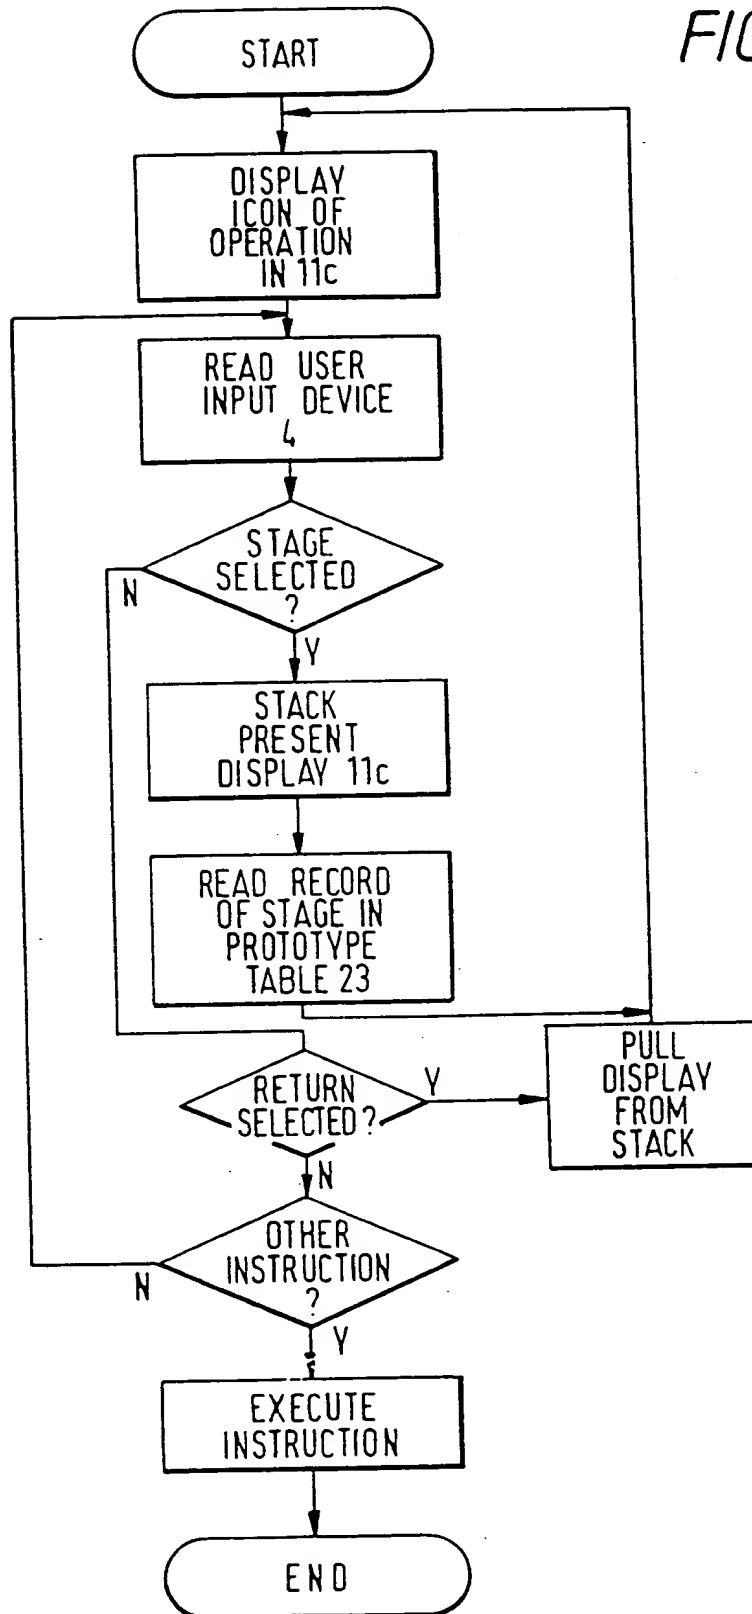 FIG
START
DISPLAY
ICON OF
OPERATION
IN 11c
READ USER
INPUT DEVICE
4
STAGE
SELECTED
?
N
Y
STACK
PRESENT
DISPLAY 11c
READ RECORD
OF STAGE IN
PROTOTYPE
TABLE 23
RETURN
SELECTED?
Y
PULL
DISPLAY
FROM
STACK
N
OTHER
INSTRUCTION
?
N
Y
EXECUTE
INSTRUCTION
END